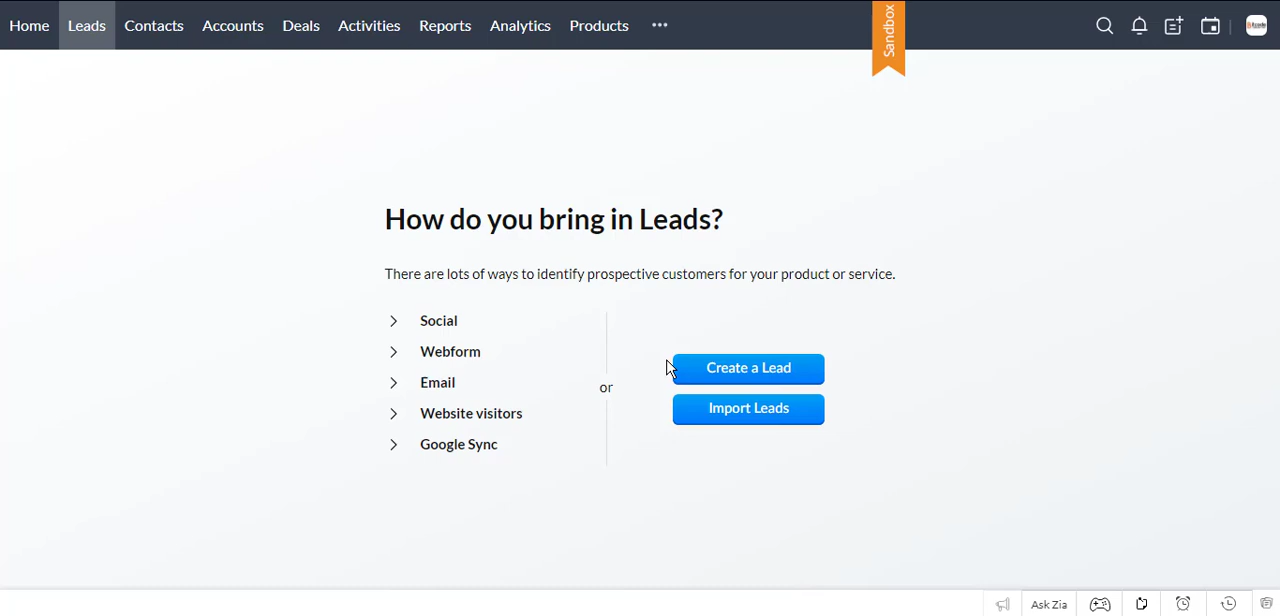 Home Leads Contacts Accounts Deals Activities Reports Analytics Products ...
Sandbox
How do you bring in Leads?
There are lots of ways to identify prospective customers for your product or service.
Social
Webform
Email
Website visitors
Google Sync
or
Create a Lead
Import Leads
Ask Zia